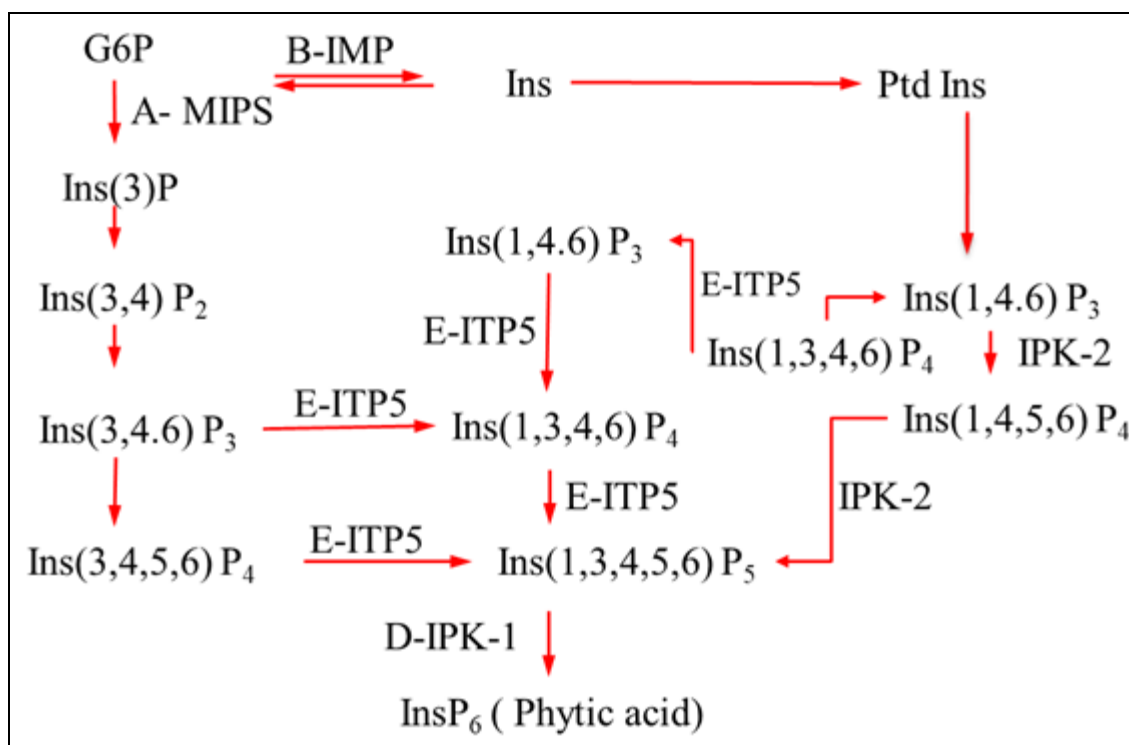 G6P
B-IMP
Ins
Ptd Ins
A- MIPS
Ins(3)P
Ins(1,4.6) P₃
E-ITP5
Ins(3,4) P₂
Ins(1,4.6) P₃
E-ITP5
Ins(1,3,4,6) P₄
IPK-2
Ins(3,4.6) P₃
E-ITP5
Ins(1,3,4,6) P₄
Ins(1,4,5,6) P₄
E-ITP5
IPK-2
Ins(3,4,5,6) P₄
E-ITP5
Ins(1,3,4,5,6) P₅
D-IPK-1
InsP₆ ( Phytic acid)